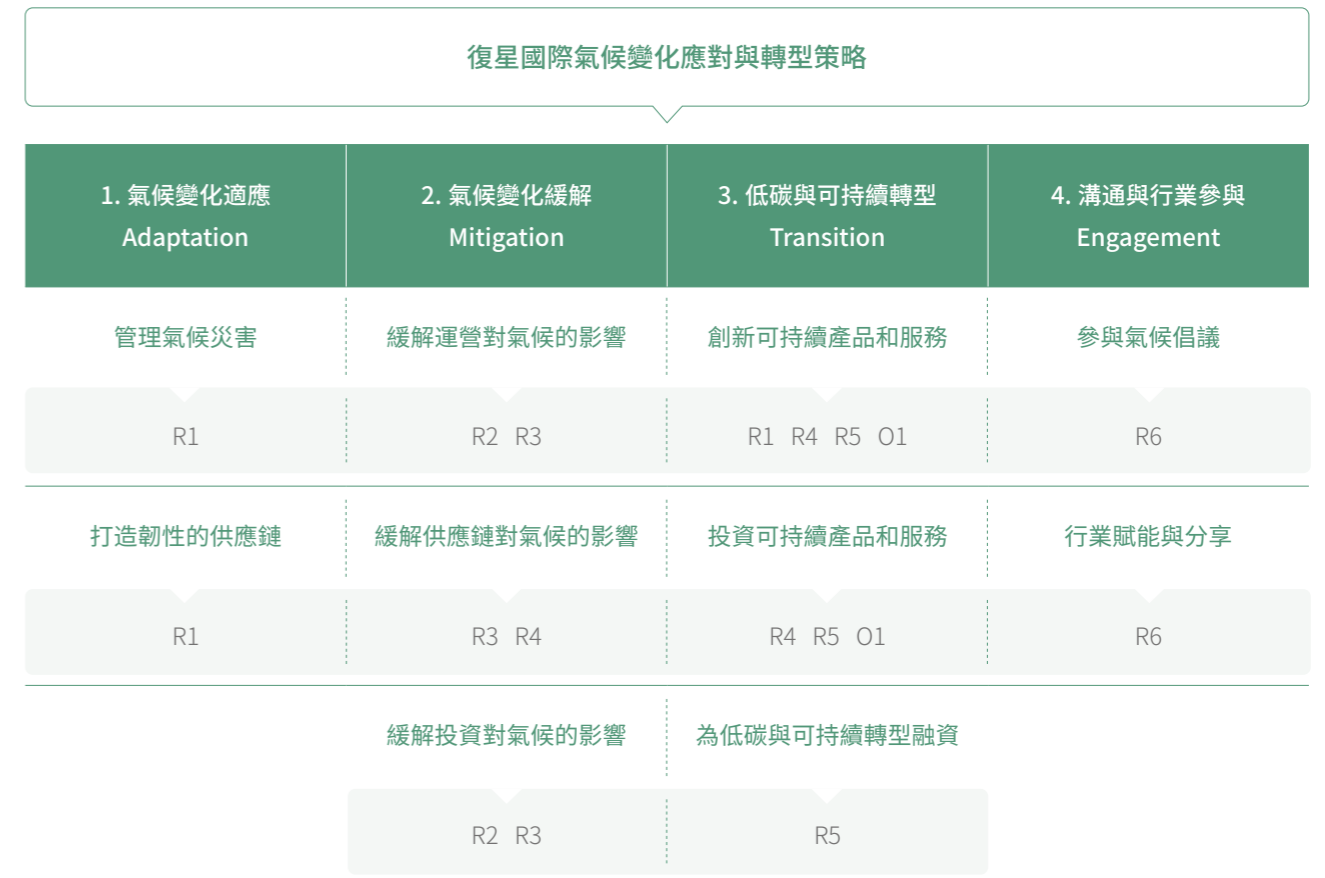 復星國際氣候變化應對與轉型策略
1. 氣候變化適應
Adaptation
2. 氣候變化緩解
Mitigation
3. 低碳與可持續轉型
Transition
4. 溝通與行業參與
Engagement
管理氣候災害
緩解運營對氣候的影響
創新可持續產品和服務
參與氣候倡議
R1
R2 R3
R1 R4 R5 O1
R6
打造韌性的供應鏈
緩解供應鏈對氣候的影響
投資可持續產品和服務
行業賦能與分享
R1
R3 R4
R4 R5 O1
R6
緩解投資對氣候的影響
為低碳與可持續轉型融資
R2 R3
R5